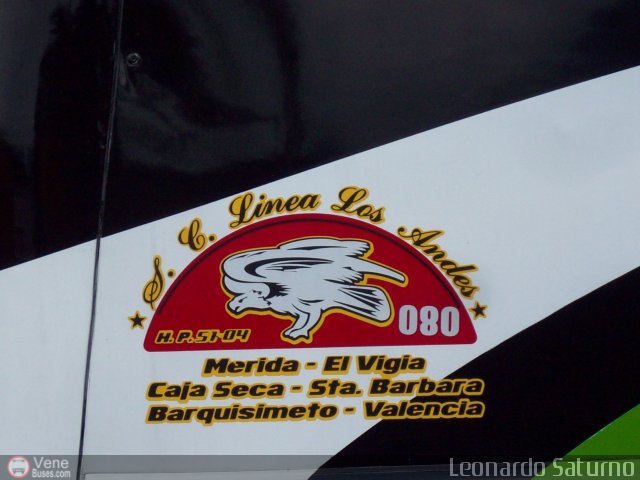 S. C. Linea Los Andes
H. P. 51-04
080
Merida - El Vigia
Caja Seca - Sta. Barbara
Barquisimeto - Valencia
Vene
Buses.com
Leonardo Saturno